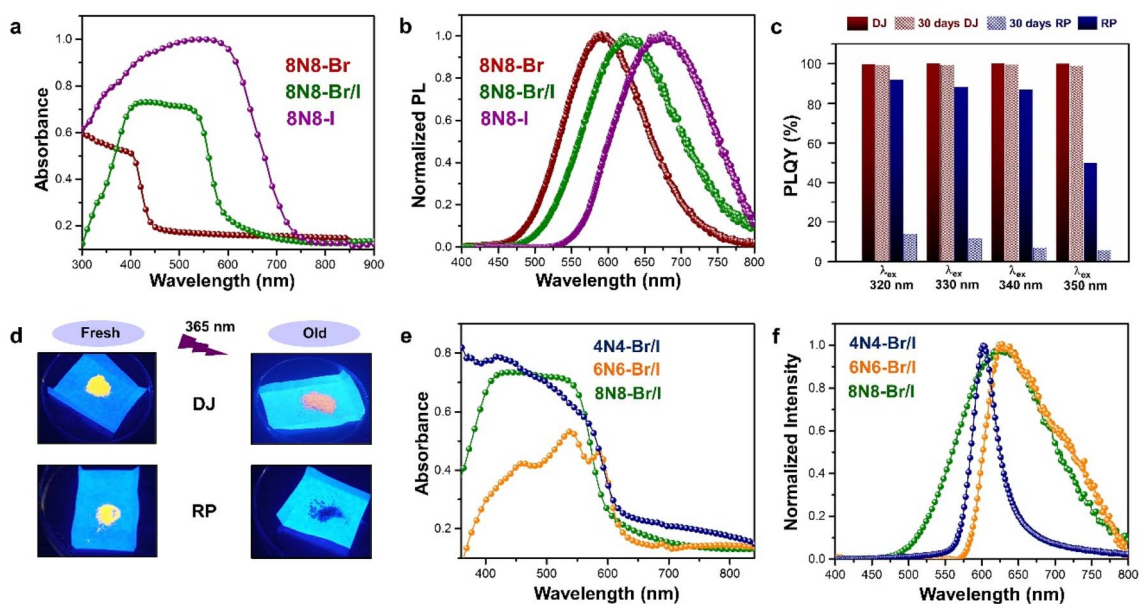 a
Absorbance
1.0
0.8
0.6
0.4
0.2
300 400 500 600 700 800 900
Wavelength (nm)
8N8-Br
8N8-Br/I
8N8-I
b
Normalized PL
1.0
0.8
0.6
0.4
0.2
0.0
400 450 500 550 600 650 700 750 800
Wavelength (nm)
8N8-Br
8N8-Br/I
8N8-I
c
DJ 30 days DJ 30 days RP RP
PLQY (%)
100
80
60
40
20
0
λex λex λex λex
320 nm 330 nm 340 nm 350 nm
d
Fresh 365 nm Old
DJ
RP
e
Absorbance
0.8
0.6
0.4
0.2
400 500 600 700 800
Wavelength (nm)
4N4-Br/I
6N6-Br/I
8N8-Br/I
f
Normalized Intensity
1.0
0.8
0.6
0.4
0.2
0.0
400 450 500 550 600 650 700 750 800
Wavelength (nm)
4N4-Br/I
6N6-Br/I
8N8-Br/I